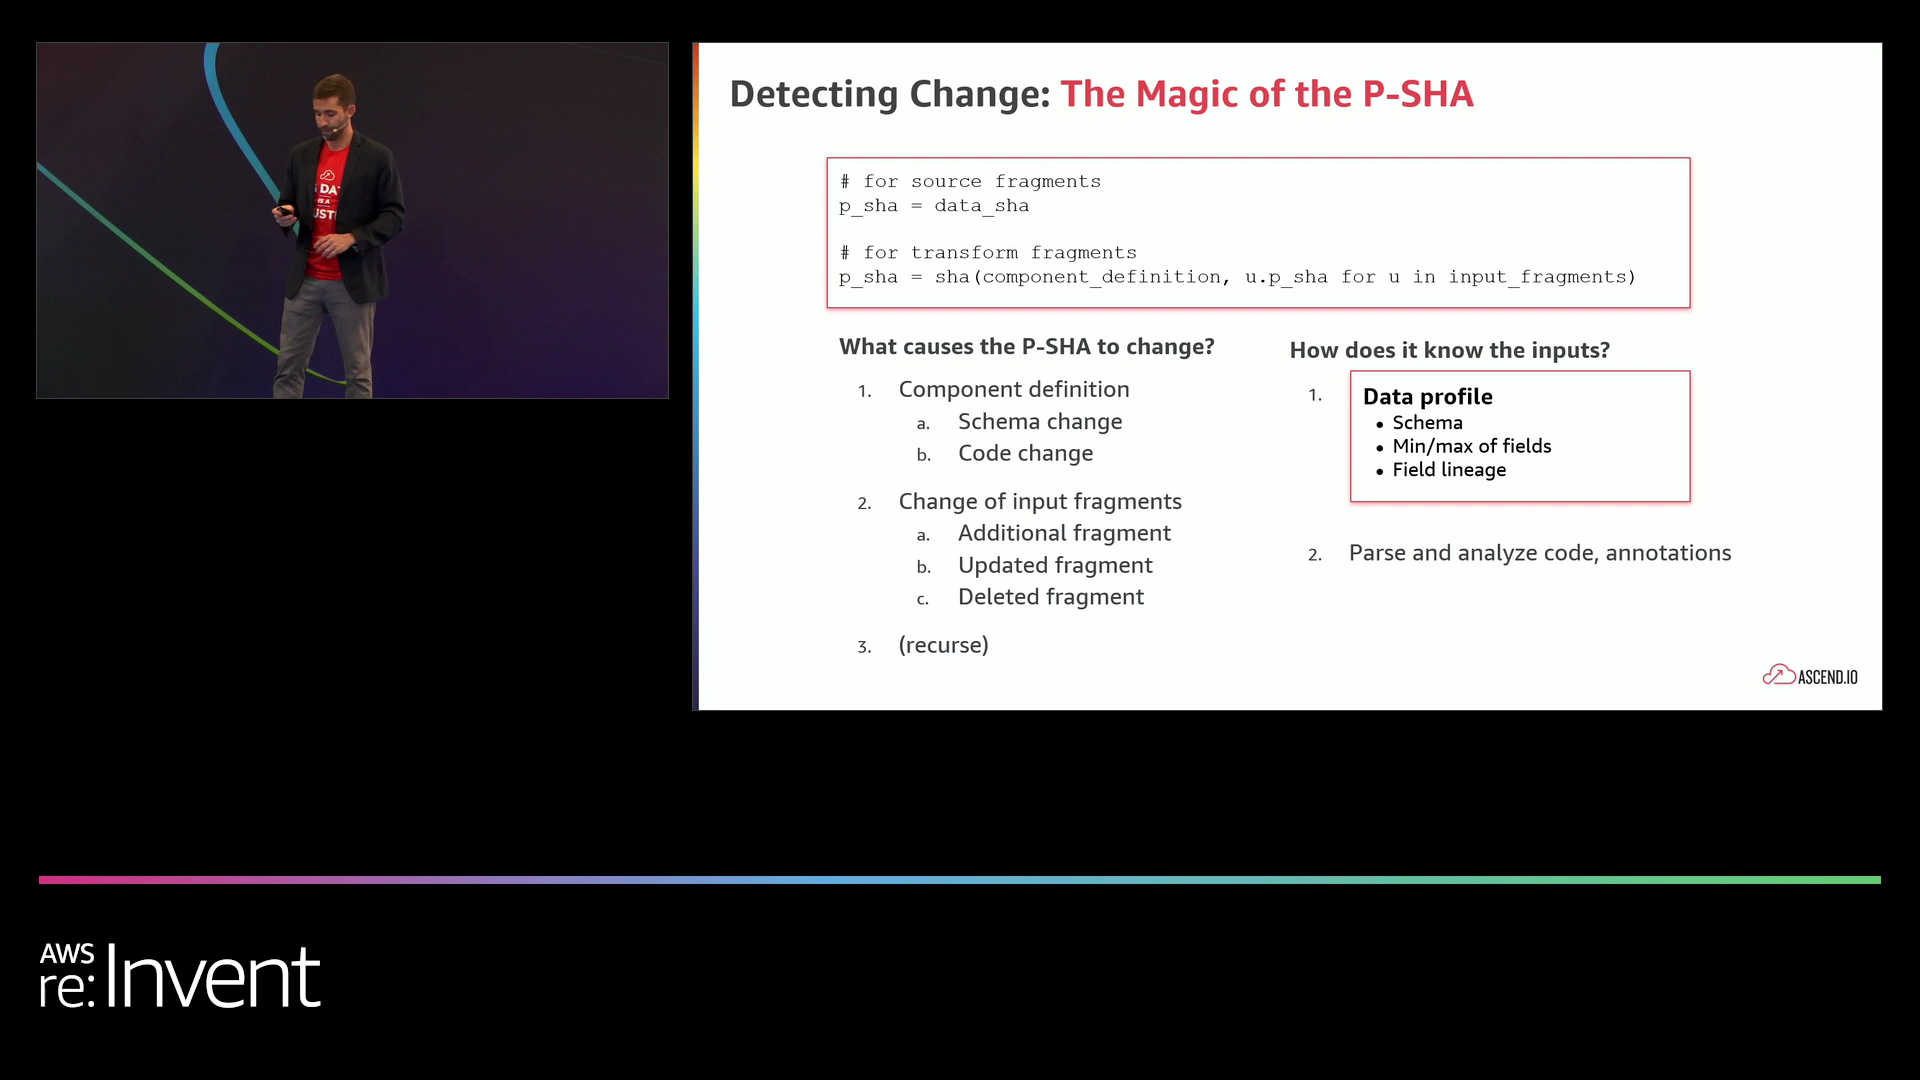 DA
IS A
UST
Detecting Change: The Magic of the P-SHA
# for source fragments
p_sha = data_sha
# for transform fragments
p_sha = sha(component_definition, u.p_sha for u in input_fragments)
What causes the P-SHA to change?
1. Component definition
a. Schema change
b. Code change
2. Change of input fragments
a. Additional fragment
b. Updated fragment
c. Deleted fragment
3. (recurse)
How does it know the inputs?
1. Data profile
• Schema
• Min/max of fields
• Field lineage
2. Parse and analyze code, annotations
ASCEND.IO
AWS
re:Invent